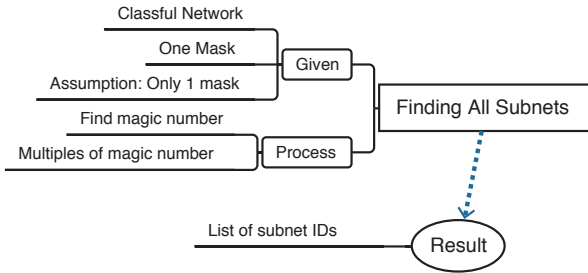 Classful Network
One Mask
Given
Assumption: Only 1 mask
Finding All Subnets
Find magic number
Multiples of magic number
Process
List of subnet IDs
Result